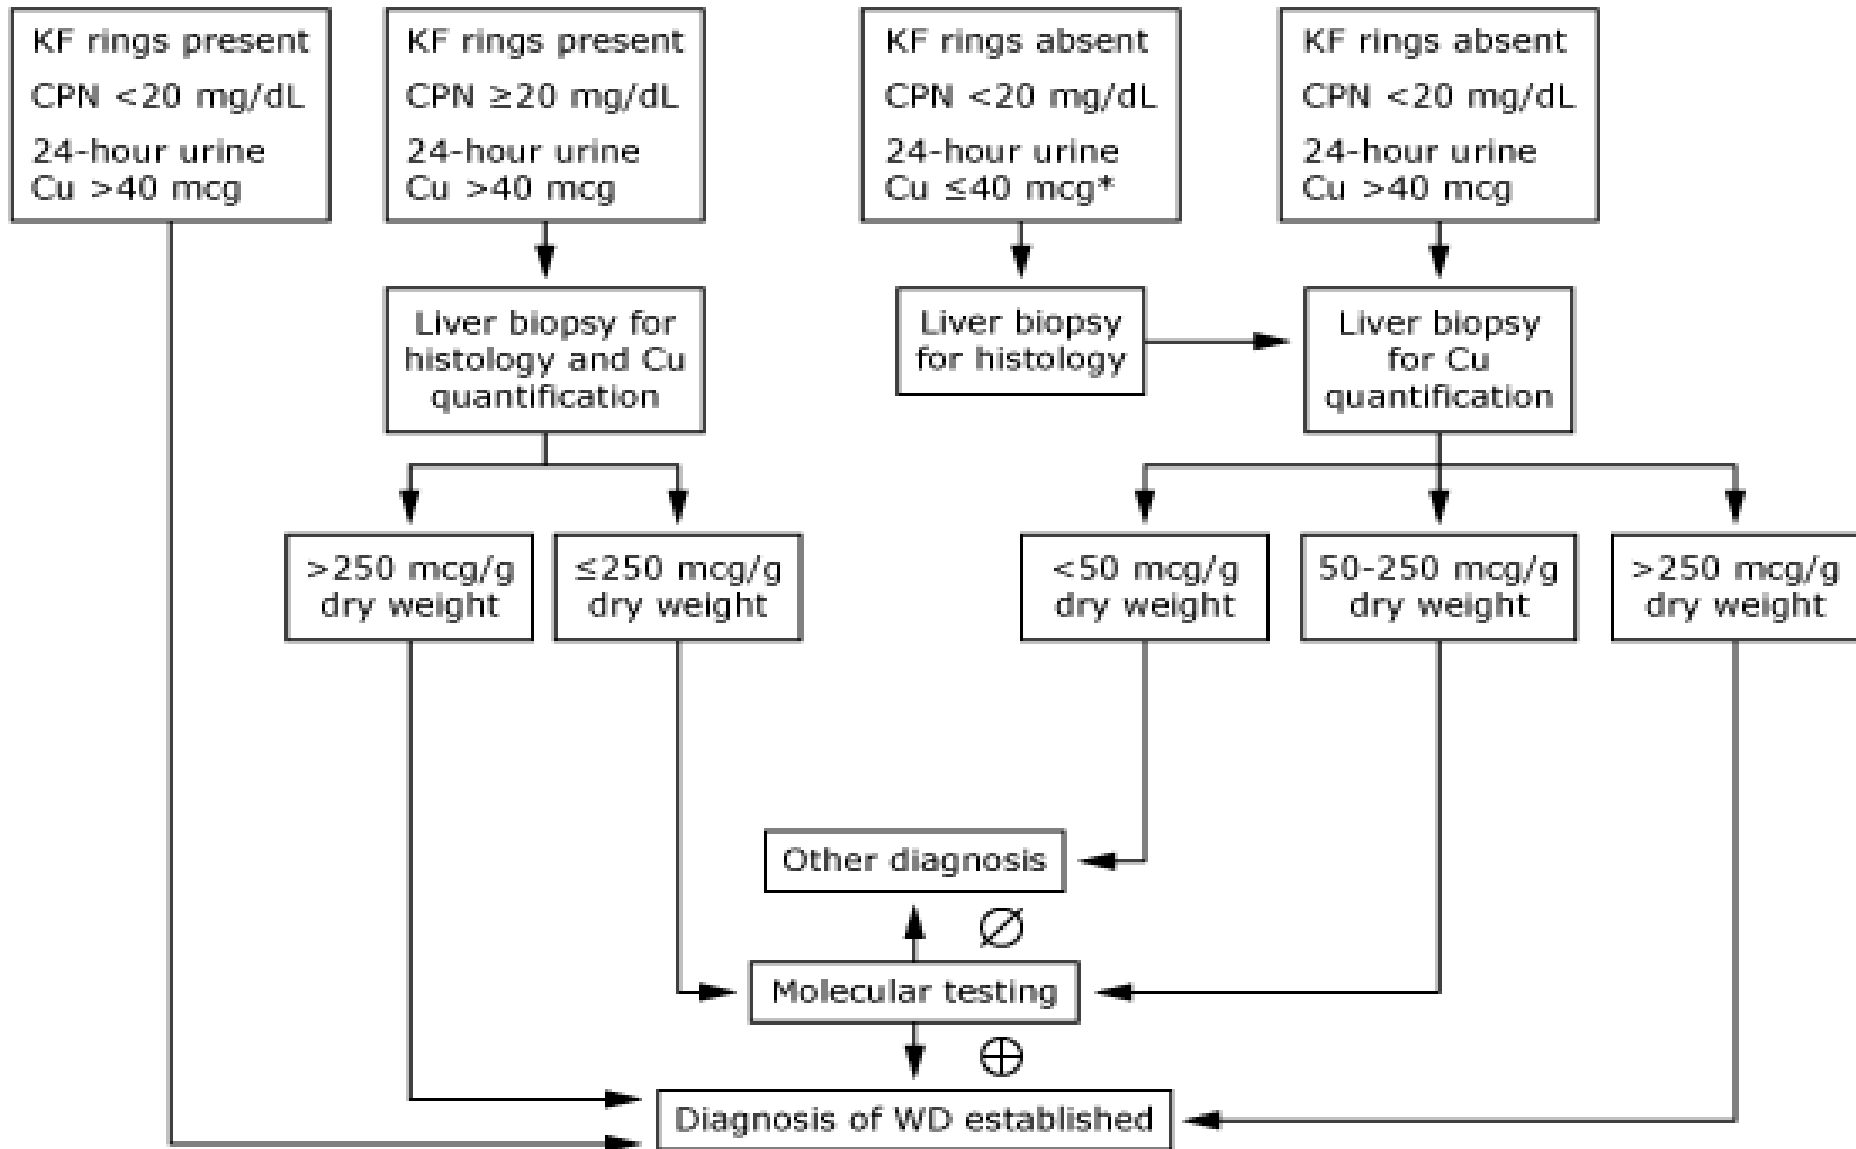 KF rings present
CPN <20 mg/dL
24-hour urine
Cu >40 mcg
KF rings present
CPN ≥20 mg/dL
24-hour urine
Cu >40 mcg
KF rings absent
CPN <20 mg/dL
24-hour urine
Cu ≤40 mcg*
KF rings absent
CPN <20 mg/dL
24-hour urine
Cu >40 mcg
Liver biopsy for
histology and Cu
quantification
Liver biopsy
for histology
Liver biopsy
for Cu
quantification
>250 mcg/g
dry weight
≤250 mcg/g
dry weight
<50 mcg/g
dry weight
50-250 mcg/g
dry weight
>250 mcg/g
dry weight
Other diagnosis
∅
Molecular testing
⊕
Diagnosis of WD established